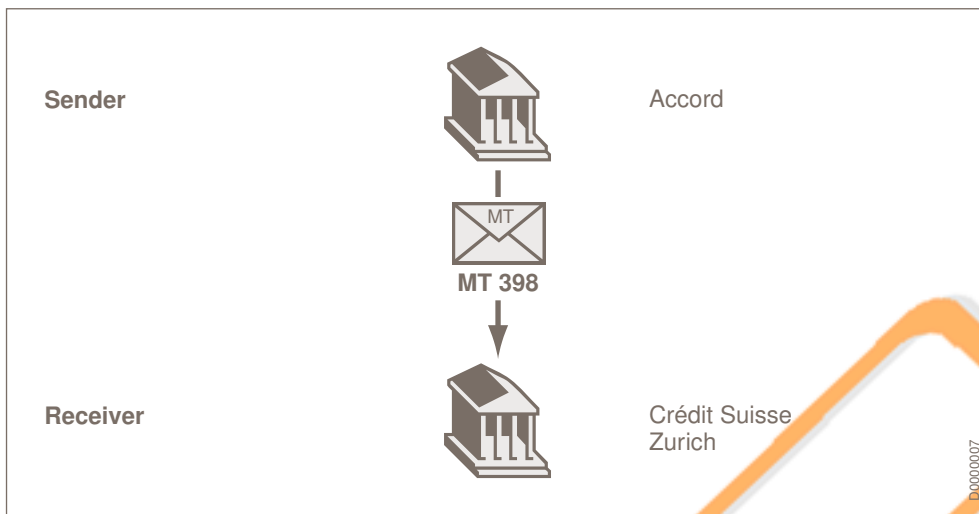 Sender
Accord
MT
MT 398
Receiver
Crédit Suisse
Zurich
D0000007